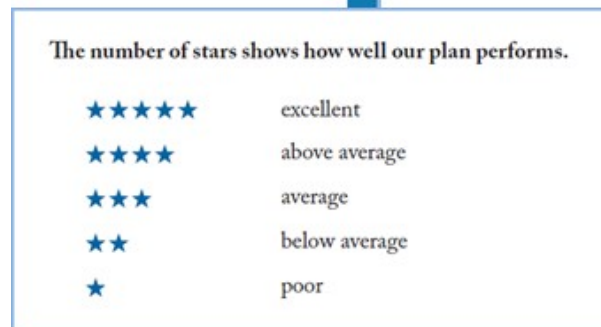 The number of stars shows how well our plan performs.
★★★★★ excellent
★★★★ above average
★★★ average
★★ below average
★ poor